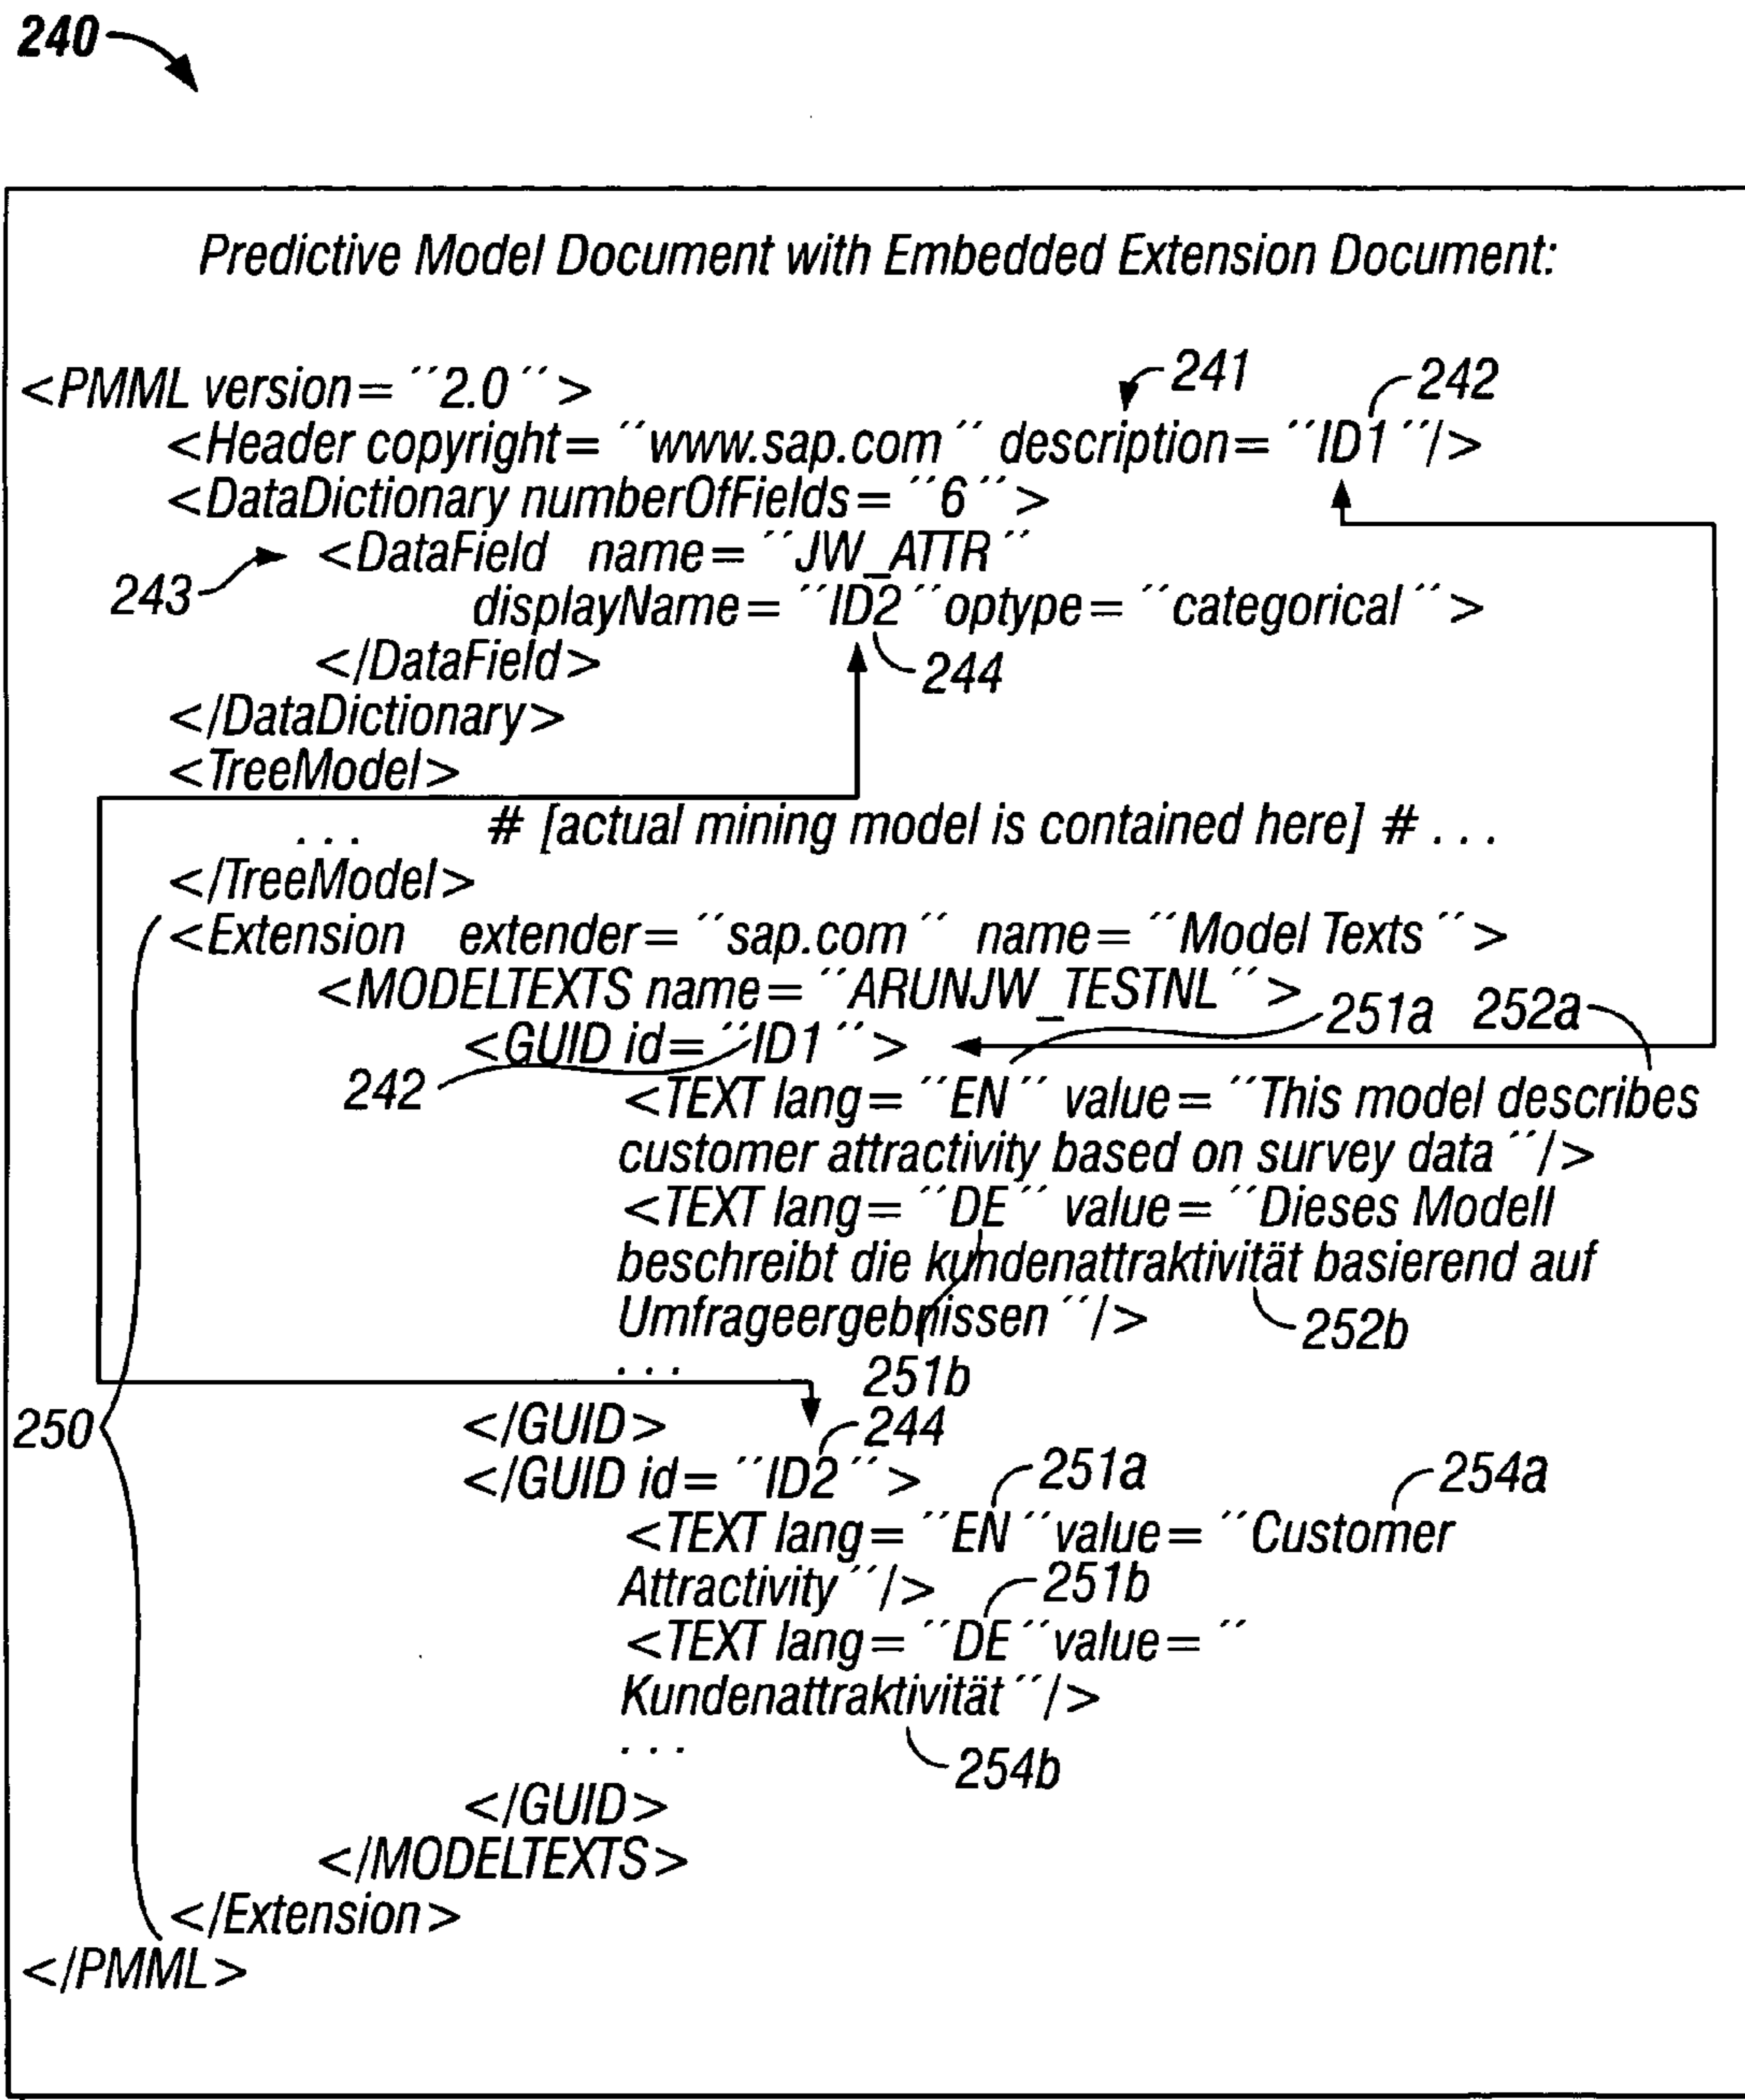 240
Predictive Model Document with Embedded Extension Document:
<PMML version= ´´2.0´´>
241
242
<Header copyright= ´´www.sap.com´´ description= ´´ID1´´/>
<DataDictionary numberOfFields= ´´6´´>
243
<DataField name= ´´JW_ATTR´´
displayName= ´´ID2´´optype= ´´categorical´´>
</DataField>
244
</DataDictionary>
<TreeModel>
. . . # [actual mining model is contained here] # . . .
</TreeModel>
<Extension extender= ´´sap.com´´ name= ´´Model Texts´´>
<MODELTEXTS name= ´´ARUNJW_TESTNL´´>
251a
252a
<GUID id= ´´ID1´´>
242
<TEXT lang= ´´EN´´ value= ´´This model describes
customer attractivity based on survey data´´/>
<TEXT lang= ´´DE´´ value= ´´Dieses Modell
beschreibt die kundenattraktivität basierend auf
Umfrageergebnissen´´/>
252b
. . .
251b
250
</GUID>
244
</GUID id= ´´ID2´´>
251a
254a
<TEXT lang= ´´EN´´value= ´´Customer
Attractivity´´/>
251b
<TEXT lang= ´´DE´´value= ´´
Kundenattraktivität´´/>
. . .
254b
</GUID>
</MODELTEXTS>
</Extension>
</PMML>